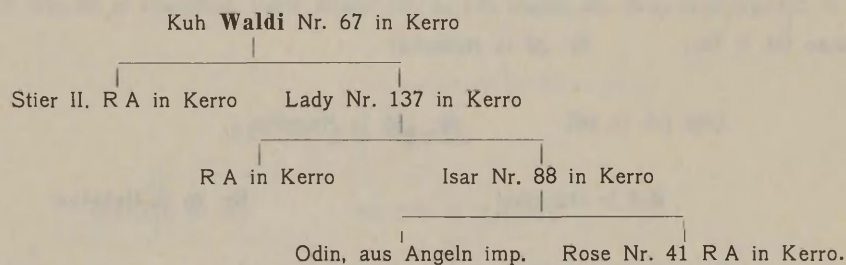 Kuh Waldi Nr. 67 in Kerro
Stier II. R A in Kerro Lady Nr. 137 in Kerro
R A in Kerro Isar Nr. 88 in Kerro
Odin, aus Angeln imp. Rose Nr. 41 R A in Kerro.